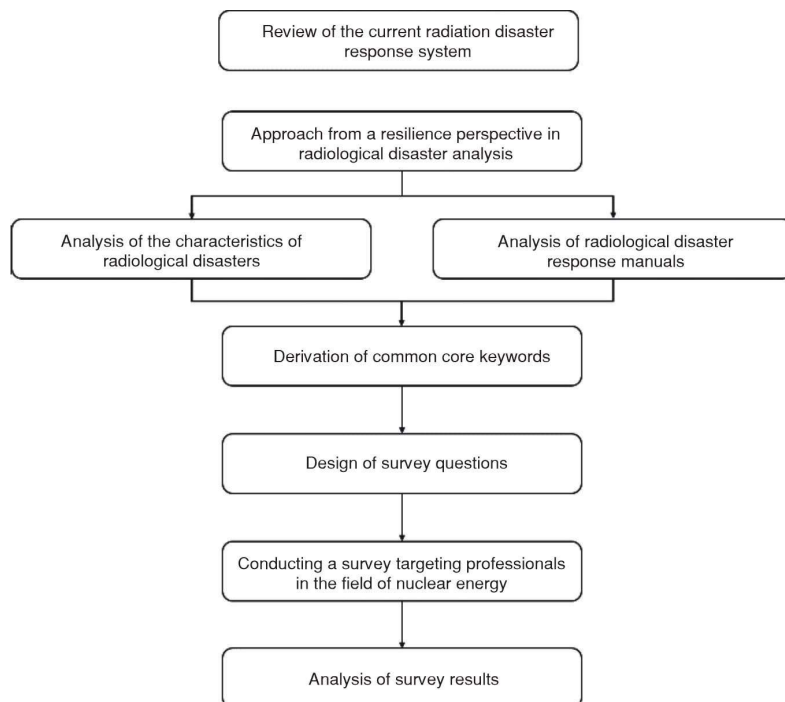 Review of the current radiation disaster
response system
Approach from a resilience perspective in
radiological disaster analysis
Analysis of the characteristics of
radiological disasters
Analysis of radiological disaster
response manuals
Derivation of common core keywords
Design of survey questions
Conducting a survey targeting professionals
in the field of nuclear energy
Analysis of survey results